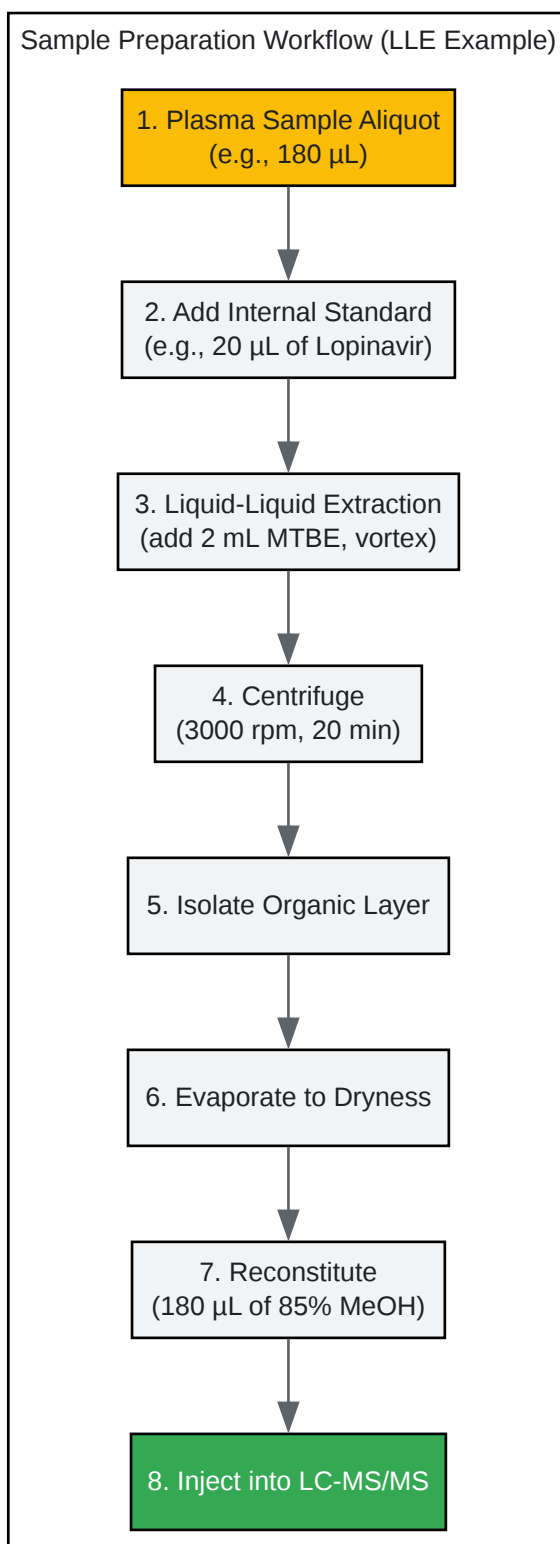 Sample Preparation Workflow (LLE Example)
1. Plasma Sample Aliquot
(e.g., 180 µL)
2. Add Internal Standard
(e.g., 20 µL of Lopinavir)
3. Liquid-Liquid Extraction
(add 2 mL MTBE, vortex)
4. Centrifuge
(3000 rpm, 20 min)
5. Isolate Organic Layer
6. Evaporate to Dryness
7. Reconstitute
(180 µL of 85% MeOH)
8. Inject into LC-MS/MS